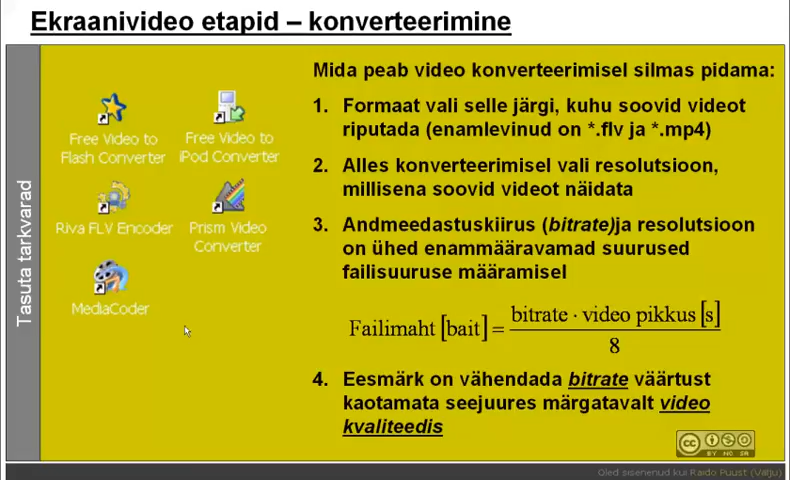 Ekraanivideo etapid – konverteerimine
Tasuta tarkvarad
Free Video to
Flash Converter
Free Video to
iPod Converter
Riva FLV Encoder
Prism Video
Converter
MediaCoder
Mida peab video konverteerimisel silmas pidama:
1. Formaat vali selle järgi, kuhu soovid videot
riputada (enamlevinud on *.flv ja *.mp4)
2. Alles konverteerimisel vali resolutsioon,
millisena soovid videot näidata
3. Andmeedastuskiirus (bitrate)ja resolutsioon
on ühed enammääravamad suurused
failisuuruse määramisel
Failimaht [bait] = bitrate · video pikkus [s]
8
4. Eesmärk on vähendada bitrate väärtust
kaotamata seejuures märgatavalt video
kvaliteedis
cc
BY NC SA
Oled sisenenud kui Raido Puust (Välju)